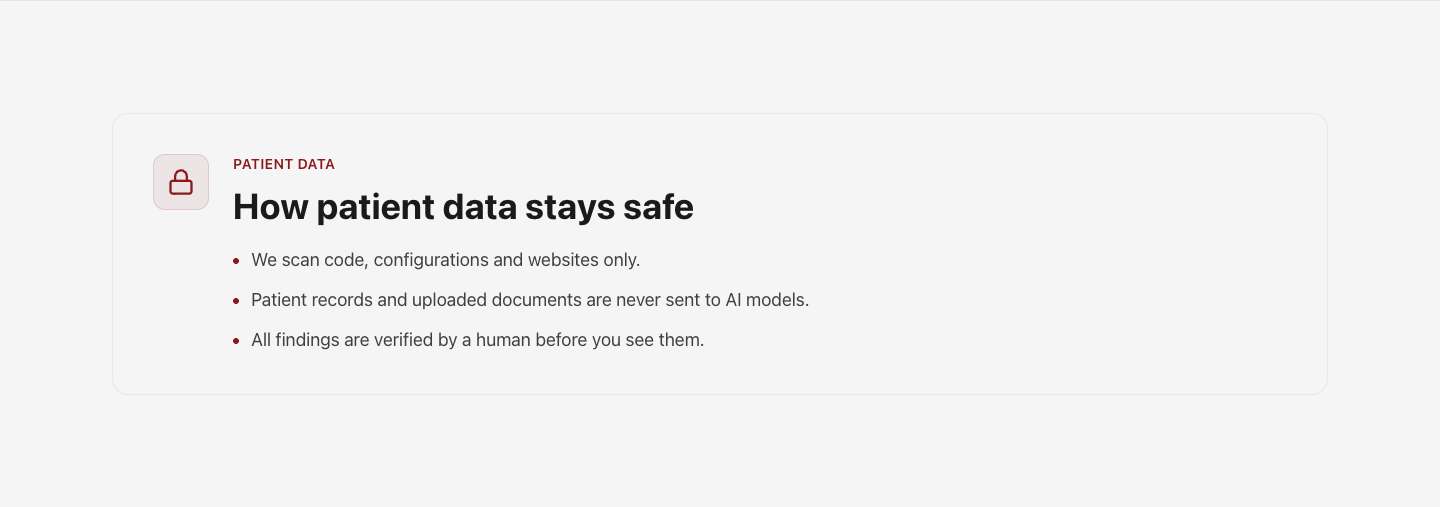 PATIENT DATA
How patient data stays safe
We scan code, configurations and websites only.
Patient records and uploaded documents are never sent to AI models.
All findings are verified by a human before you see them.